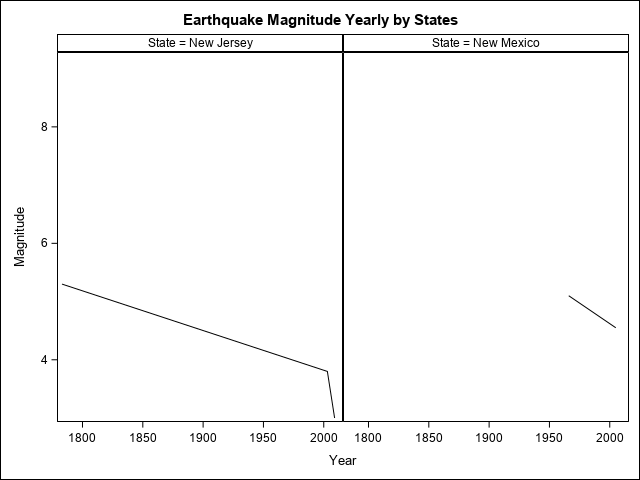 Earthquake Magnitude Yearly by States
State = New Jersey
State = New Mexico
8
6
4
Magnitude
1800 1850 1900 1950 2000
1800 1850 1900 1950 2000
Year